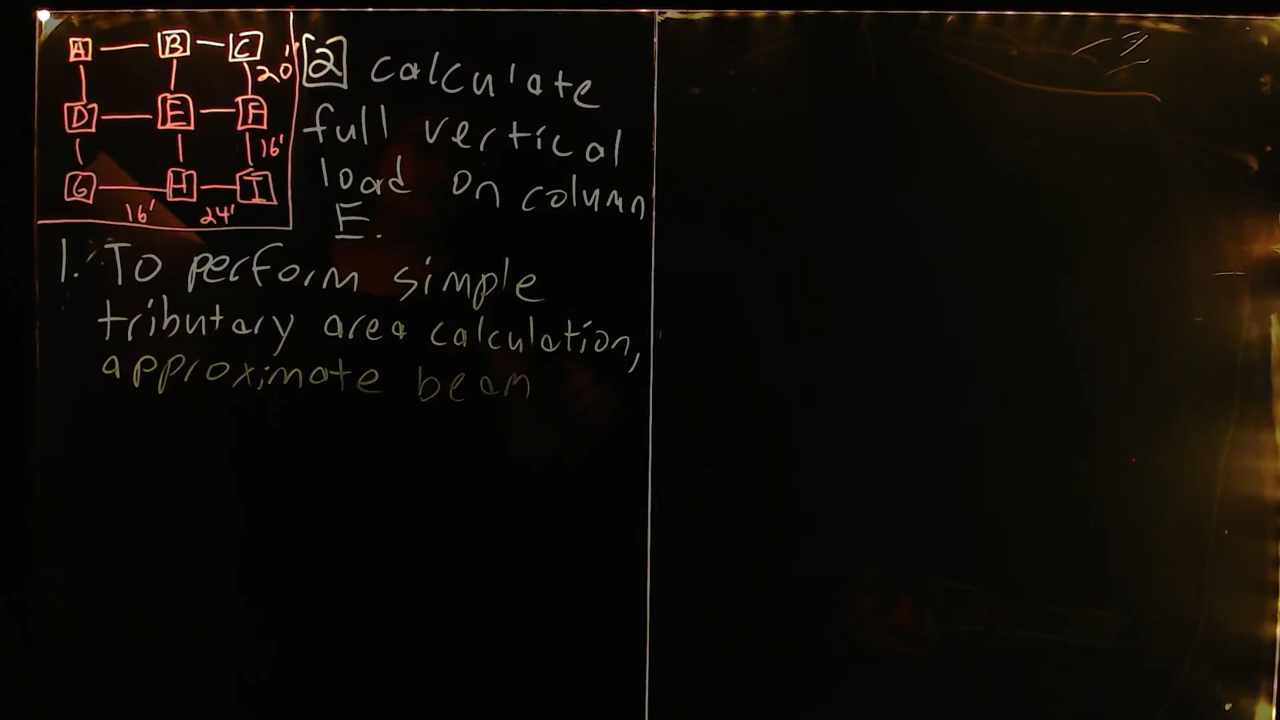 A B C
20'
D E F
16'
G H I
16' 24'
2 calculate
full vertical
load on column
E.
1. To perform simple
tributary area calculation,
approximate beam